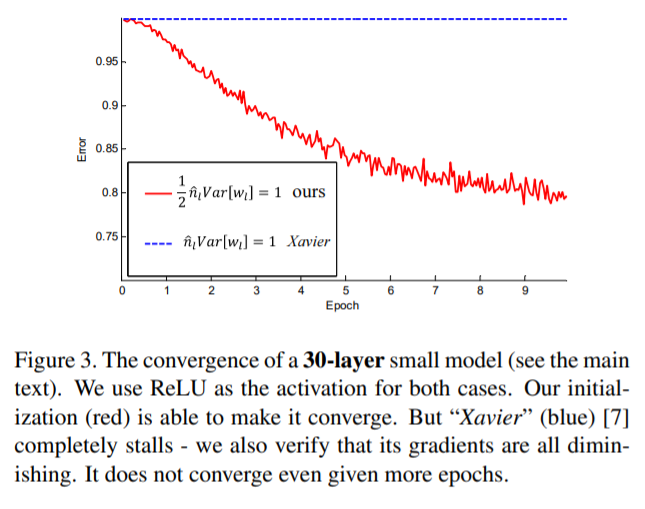 0.95
0.9
0.85
0.8
0.75
Error
1/2 n̂ₗVar[wₗ] = 1 ours
n̂ₗVar[wₗ] = 1 Xavier
0 1 2 3 4 5 6 7 8 9
Epoch
Figure 3. The convergence of a 30-layer small model (see the main
text). We use ReLU as the activation for both cases. Our initial-
ization (red) is able to make it converge. But “Xavier” (blue) [7]
completely stalls - we also verify that its gradients are all dimin-
ishing. It does not converge even given more epochs.